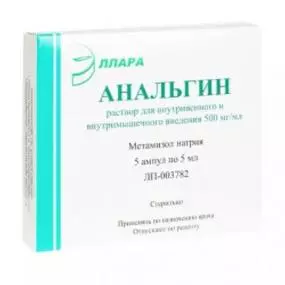 ЭЛЛАРА
АНАЛЬГИН
раствор для внутривенного и
внутримышечного введения 500 мг/мл
Метамизол натрия
5 ампул по 5 мл
ЛП-003782
Стерильно
Применять по назначению врача
Отпускают по рецепту